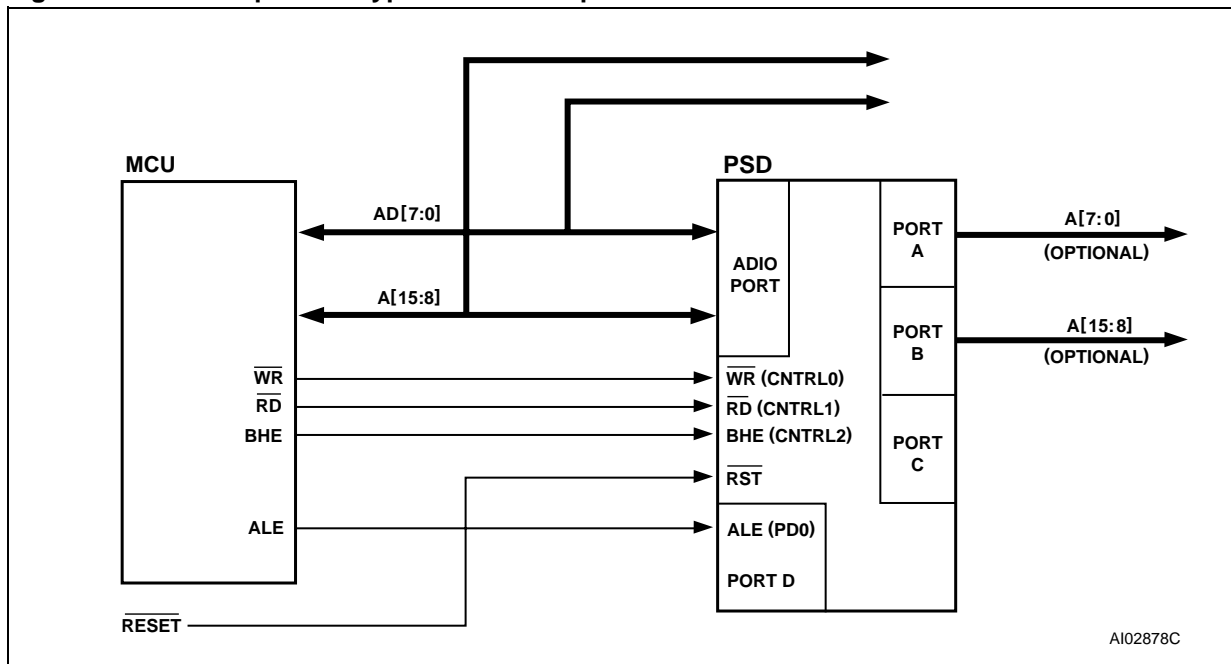 MCU
PSD
AD[7:0]
A[15:8]
ADIO
PORT
PORT
A
A[7:0]
(OPTIONAL)
PORT
B
A[15:8]
(OPTIONAL)
PORT
C
WR
RD
BHE
ALE
WR (CNTRL0)
RD (CNTRL1)
BHE (CNTRL2)
RST
ALE (PD0)
PORT D
RESET
AI02878C